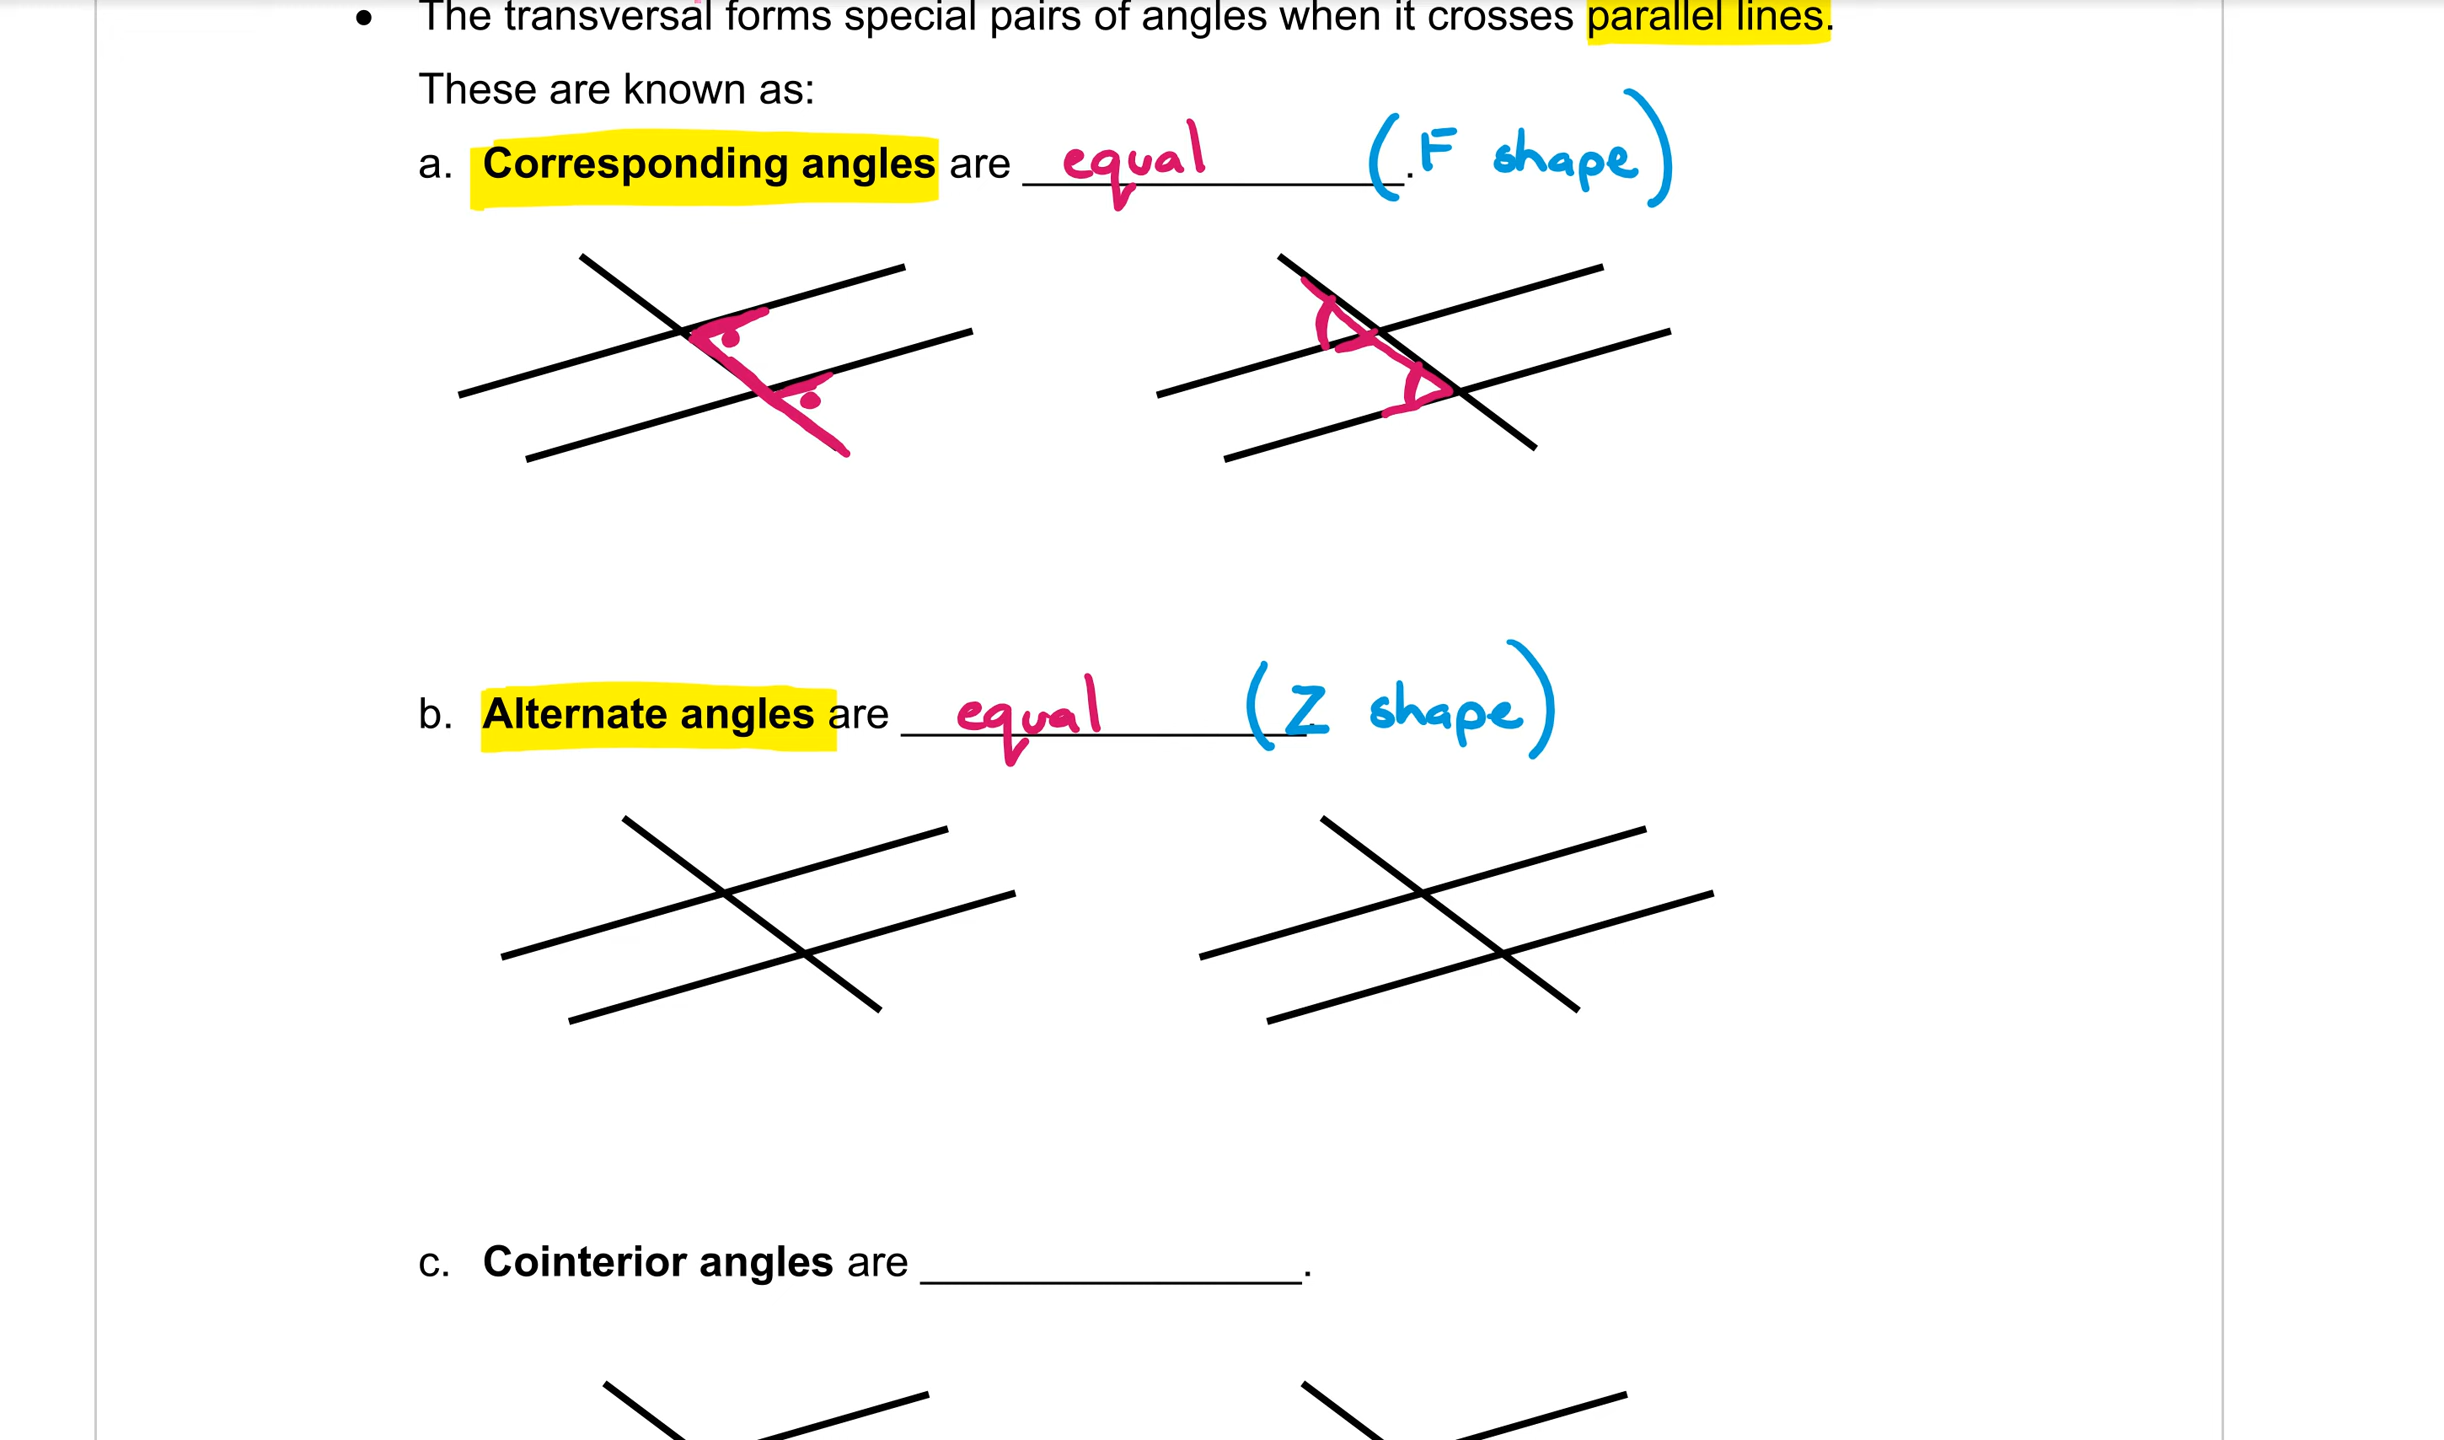 • The transversal forms special pairs of angles when it crosses parallel lines.
These are known as:
a. Corresponding angles are equal. (F shape)
b. Alternate angles are equal. (Z shape)
c. Cointerior angles are ________________.